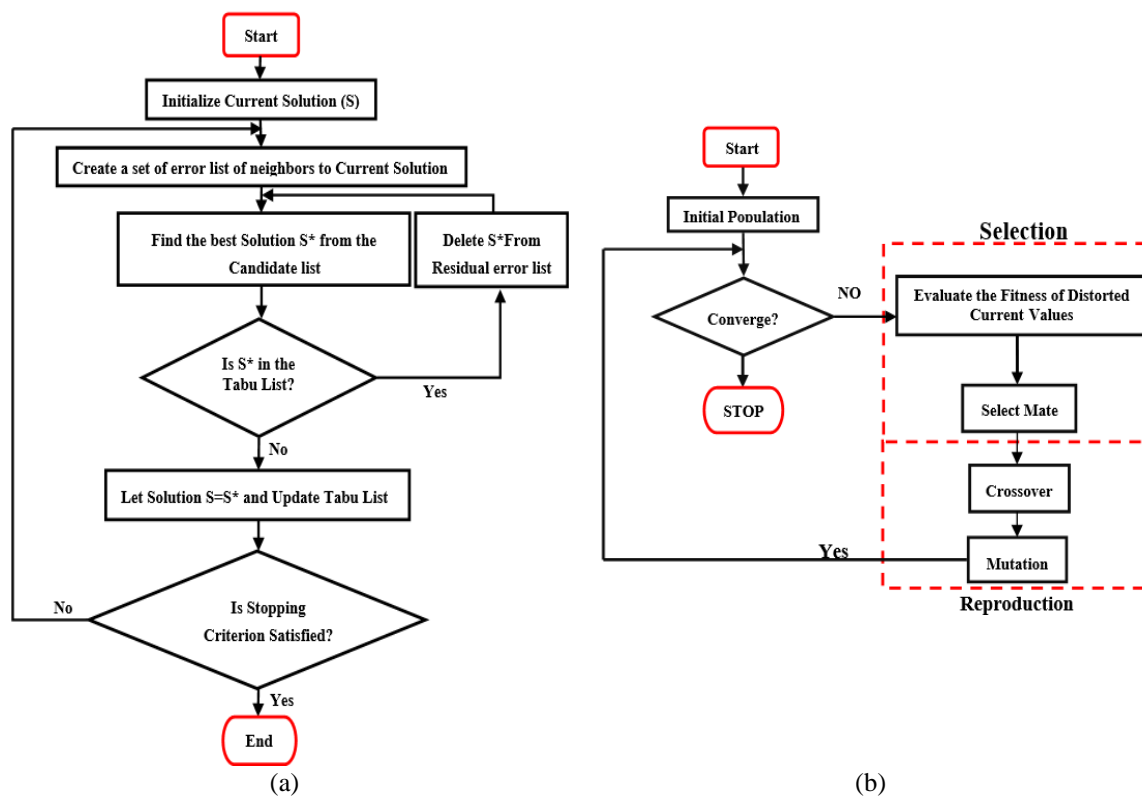 Start
Initialize Current Solution (S)
Create a set of error list of neighbors to Current Solution
Find the best Solution S* from the
Candidate list
Delete S*From
Residual error list
Is S* in the
Tabu List?
Yes
No
Let Solution S=S* and Update Tabu List
No
Is Stopping
Criterion Satisfied?
Yes
End
(a)
Start
Initial Population
Converge?
NO
STOP
Selection
Evaluate the Fitness of Distorted
Current Values
Select Mate
Crossover
Mutation
Yes
Reproduction
(b)